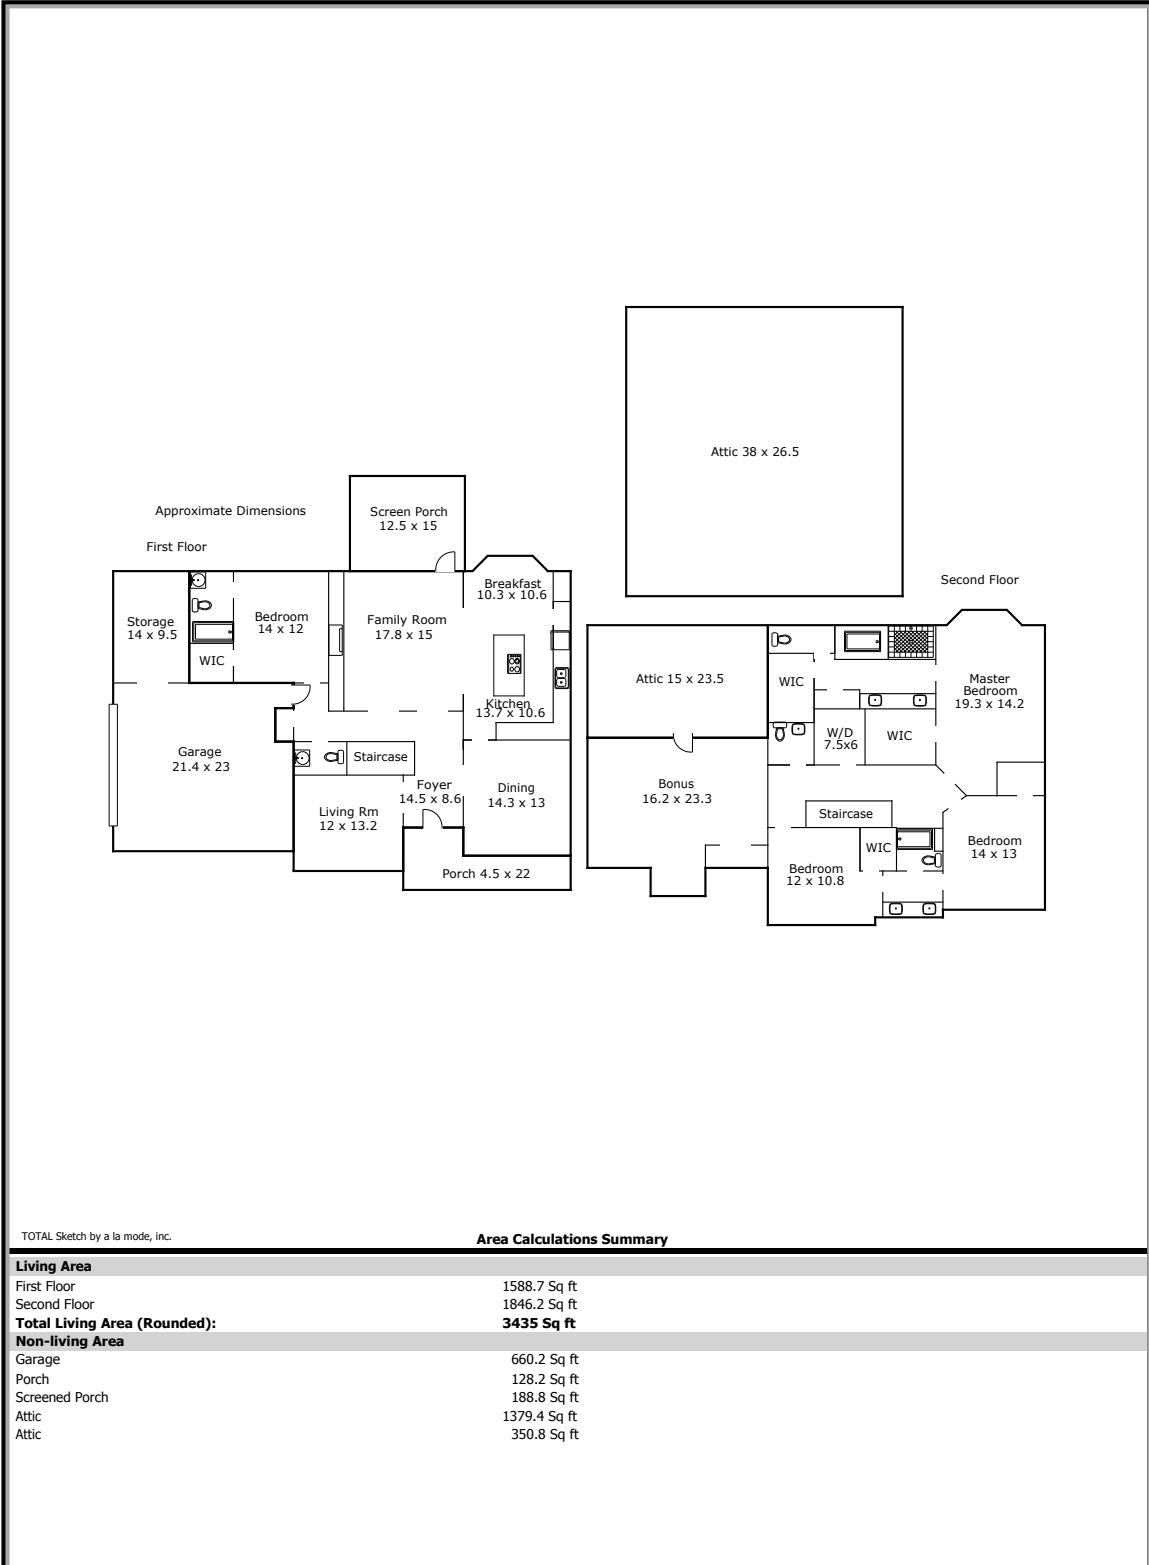 Attic 38 x 26.5
Approximate Dimensions
First Floor
Screen Porch
12.5 x 15
Storage
14 x 9.5
Bedroom
14 x 12
WIC
Family Room
17.8 x 15
Breakfast
10.3 x 10.6
Kitchen
13.7 x 10.6
Garage
21.4 x 23
Staircase
Living Rm
12 x 13.2
Foyer
14.5 x 8.6
Dining
14.3 x 13
Porch 4.5 x 22
Second Floor
Attic 15 x 23.5
WIC
Master
Bedroom
19.3 x 14.2
W/D
7.5x6
WIC
Bonus
16.2 x 23.3
Staircase
Bedroom
12 x 10.8
WIC
Bedroom
14 x 13
TOTAL Sketch by a la mode, inc.
Area Calculations Summary
Living Area
First Floor 1588.7 Sq ft
Second Floor 1846.2 Sq ft
Total Living Area (Rounded): 3435 Sq ft
Non-living Area
Garage 660.2 Sq ft
Porch 128.2 Sq ft
Screened Porch 188.8 Sq ft
Attic 1379.4 Sq ft
Attic 350.8 Sq ft